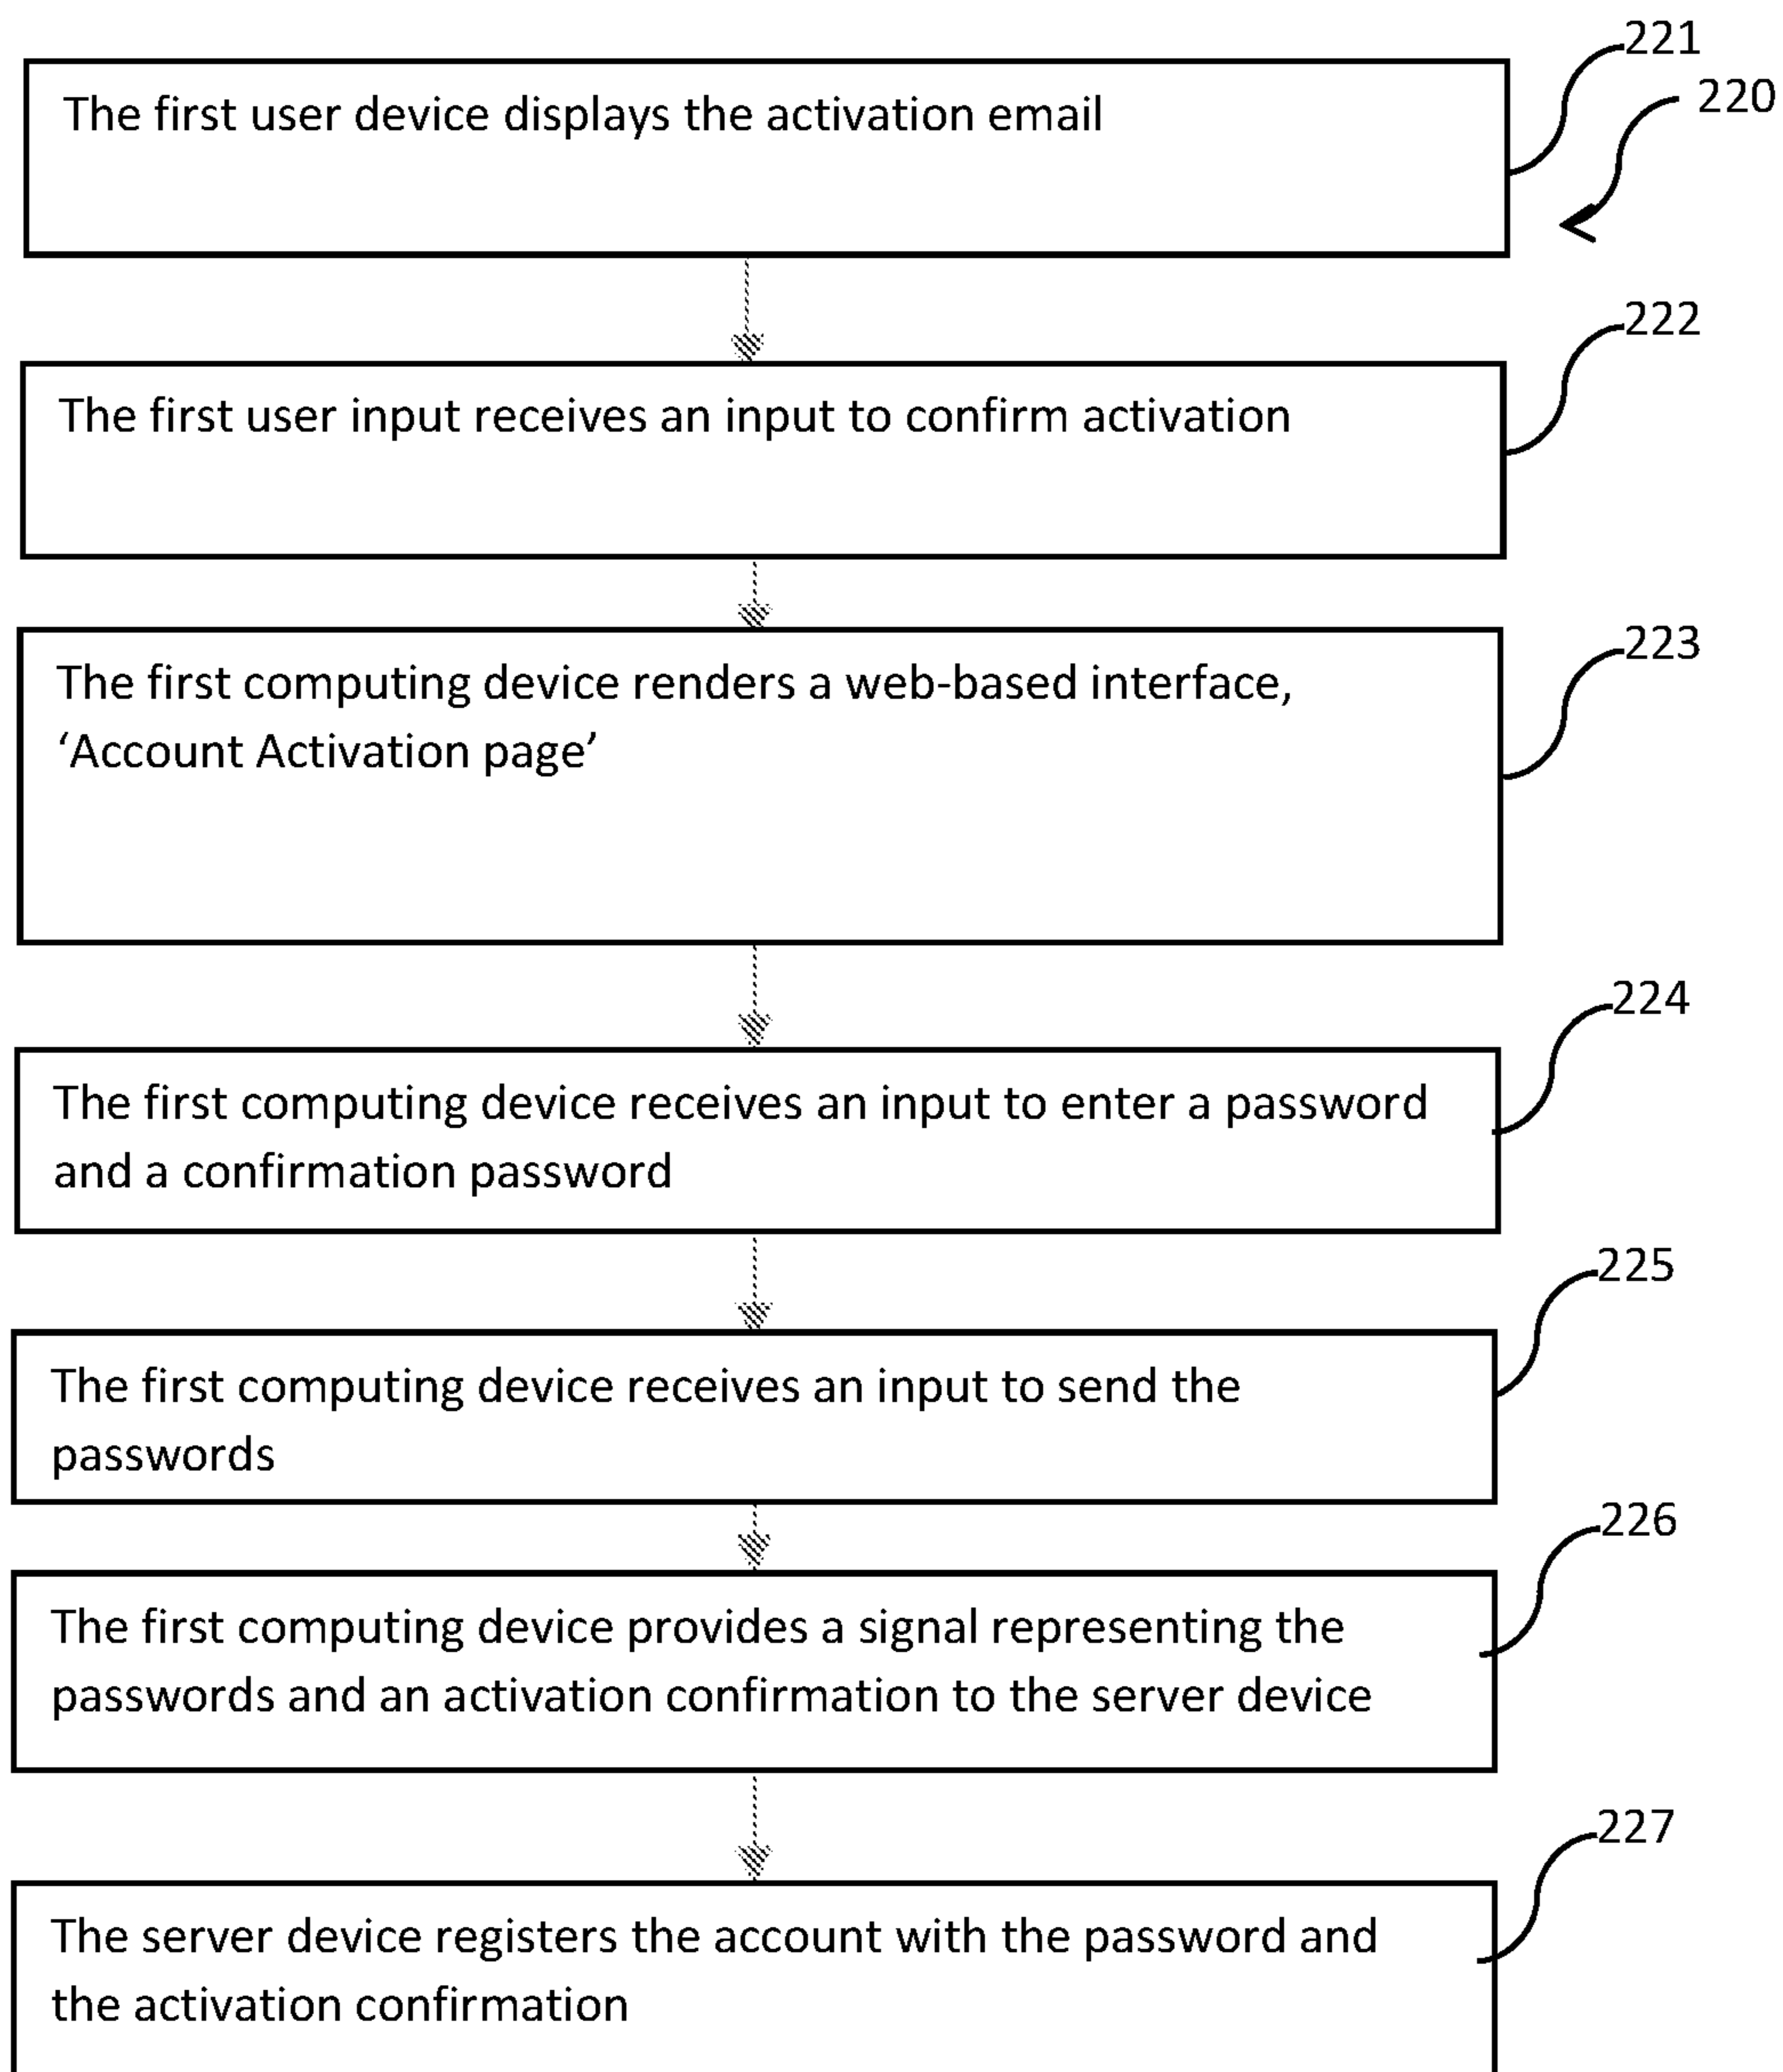 221
220
The first user device displays the activation email
222
The first user input receives an input to confirm activation
223
The first computing device renders a web-based interface,
‘Account Activation page’
224
The first computing device receives an input to enter a password
and a confirmation password
225
The first computing device receives an input to send the
passwords
226
The first computing device provides a signal representing the
passwords and an activation confirmation to the server device
227
The server device registers the account with the password and
the activation confirmation